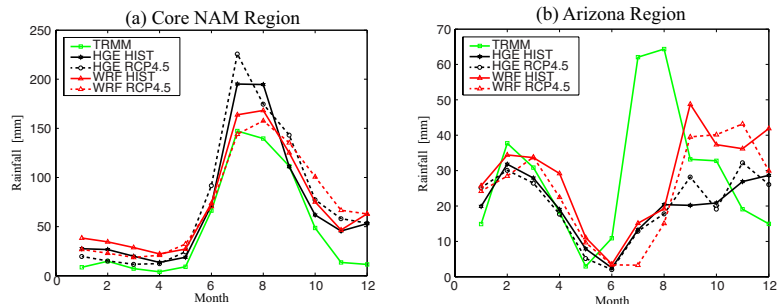 (a) Core NAM Region
250
200
150
100
50
0
0 2 4 6 8 10 12
Rainfall [mm]
Month
TRMM
HGE HIST
HGE RCP4.5
WRF HIST
WRF RCP4.5
(b) Arizona Region
70
60
50
40
30
20
10
0
0 2 4 6 8 10 12
Rainfall [mm]
Month
TRMM
HGE HIST
HGE RCP4.5
WRF HIST
WRF RCP4.5